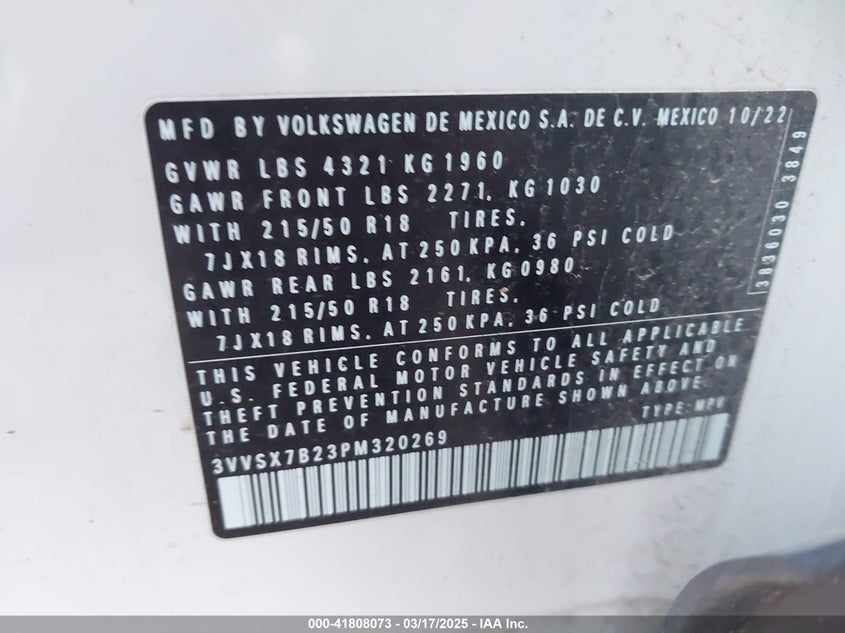 MFD BY VOLKSWAGEN DE MEXICO S.A. DE C.V. MEXICO 10/22
GVWR LBS 4321 KG 1960
GAWR FRONT LBS 2271, KG 1030
WITH 215/50 R18 TIRES.
7JX18 RIMS, AT 250 KPA, 36 PSI COLD
GAWR REAR LBS 2161, KG 0980
WITH 215/50 R18 TIRES.
7JX18 RIMS, AT 250 KPA, 36 PSI COLD
THIS VEHICLE CONFORMS TO ALL APPLICABLE
U.S. FEDERAL MOTOR VEHICLE SAFETY AND
THEFT PREVENTION STANDARDS IN EFFECT ON
THE DATE OF MANUFACTURE SHOWN ABOVE.
TYPE: MPV
3VVSX7B23PM320269
3836030 3849
000-41808073 - 03/17/2025 - IAA Inc.